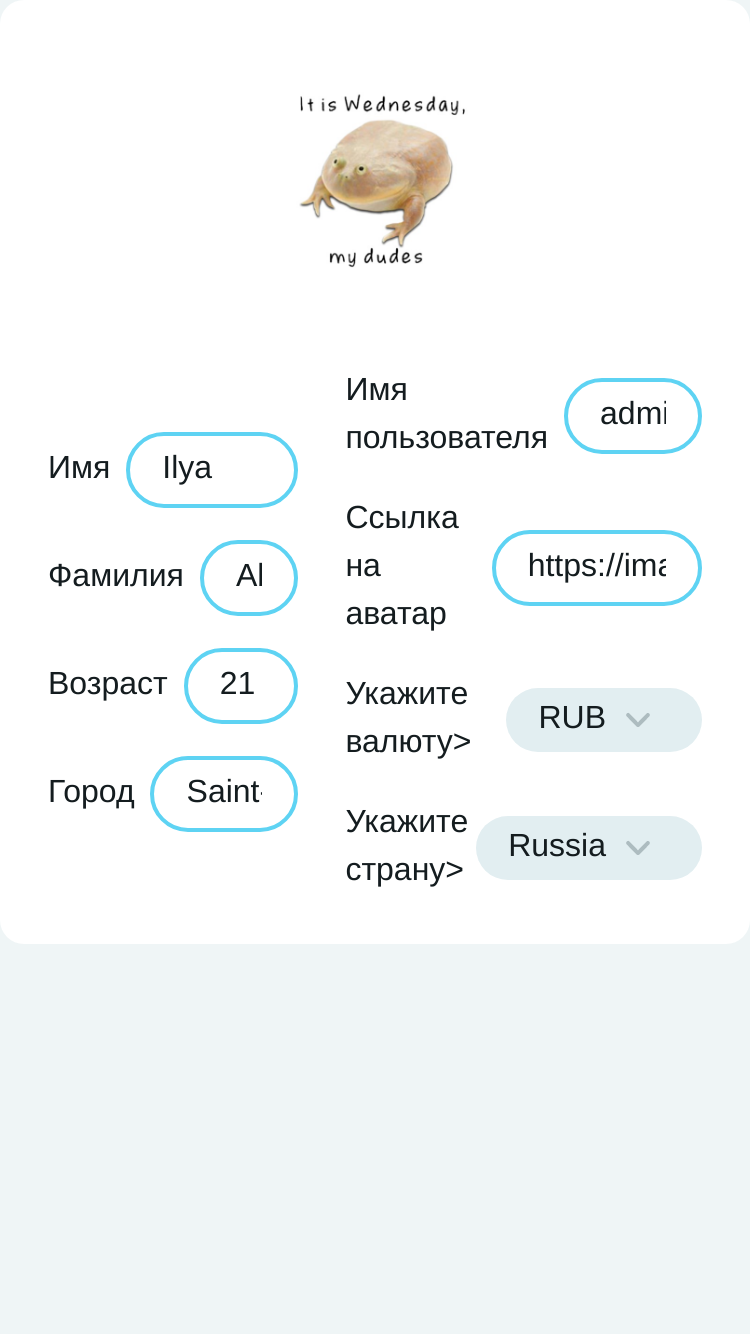 It is Wednesday,
my dudes
Имя
Ilya
Фамилия
Al
Возраст
21
Город
Saint-
Имя
пользователя
admi
Ссылка
на
аватар
https://ima
Укажите
валюту>
RUB
Укажите
страну>
Russia